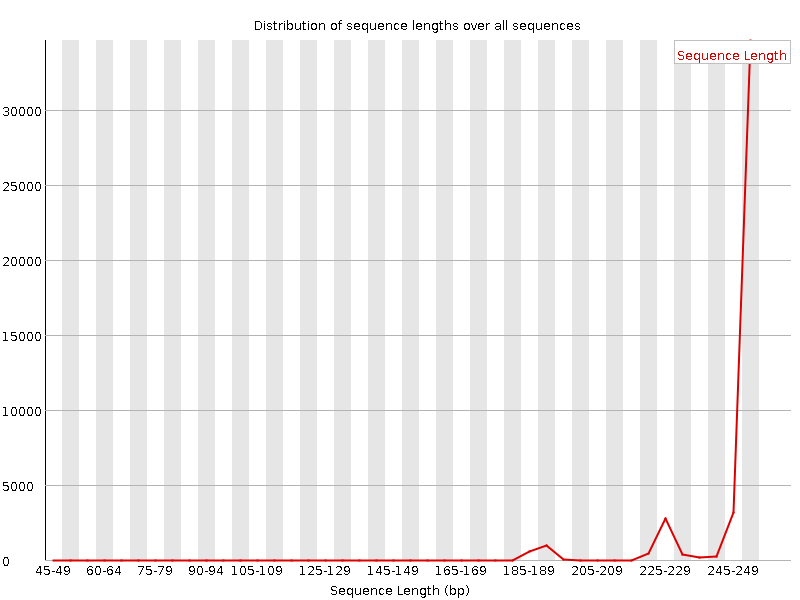 Distribution of sequence lengths over all sequences
Sequence Length
30000
25000
20000
15000
10000
5000
0
45-49 60-64 75-79 90-94 105-109 125-129 145-149 165-169 185-189 205-209 225-229 245-249
Sequence Length (bp)